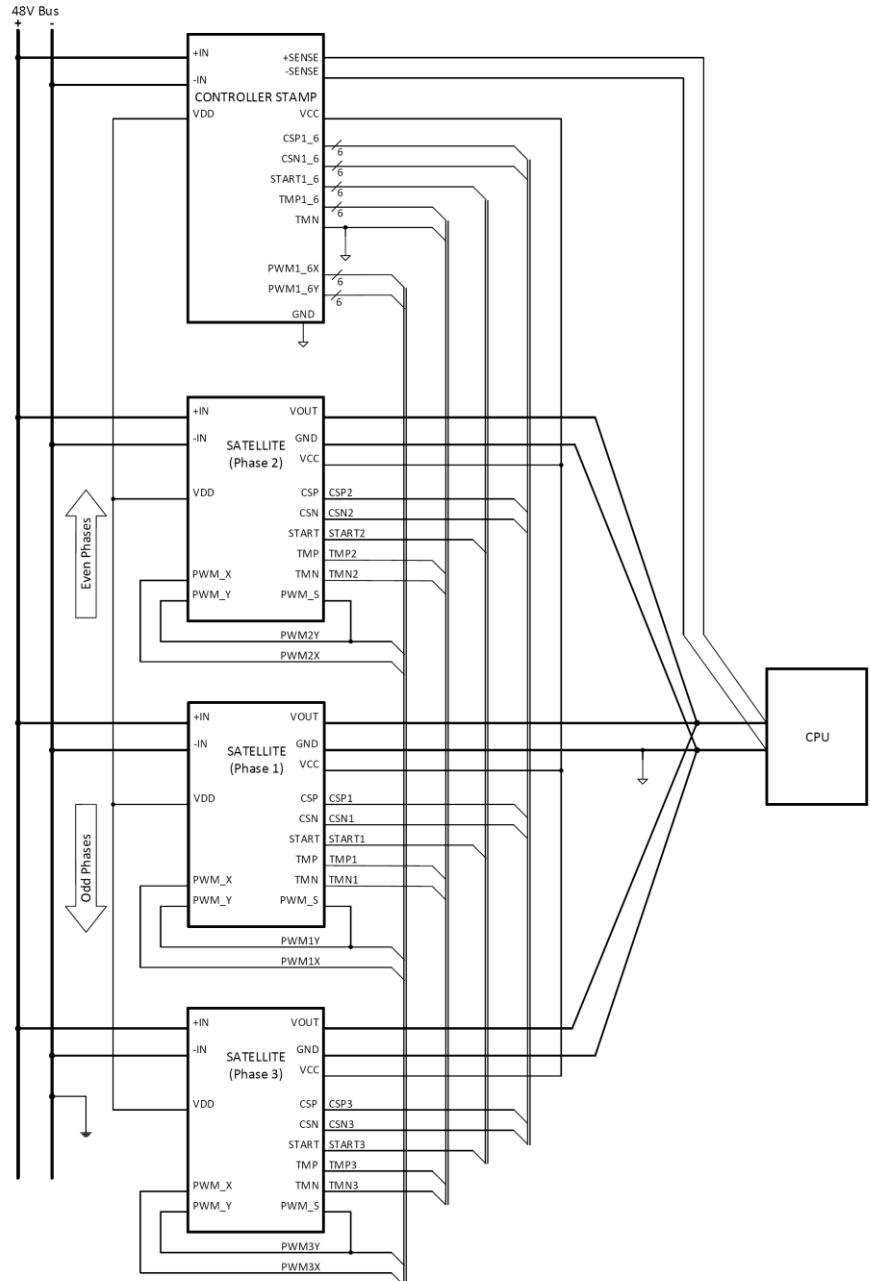 48V Bus
+ -
+IN +SENSE
-SENSE
-IN
CONTROLLER STAMP
VDD VCC
CSP1_6
6
CSN1_6
6
START1_6
6
TMP1_6
6
TMN
PWM1_6X
6
PWM1_6Y
6
GND
+IN VOUT
-IN SATELLITE GND
(Phase 2) VCC
VDD CSP CSP2
CSN CSN2
START START2
TMP TMP2
PWM_X TMN TMN2
PWM_Y PWM_S
PWM2Y
PWM2X
Even Phases
+IN VOUT
-IN SATELLITE GND
(Phase 1) VCC
VDD CSP CSP1
CSN CSN1
START START1
TMP TMP1
PWM_X TMN TMN1
PWM_Y PWM_S
PWM1Y
PWM1X
Odd Phases
CPU
+IN VOUT
-IN SATELLITE GND
(Phase 3) VCC
VDD CSP CSP3
CSN CSN3
START START3
TMP TMP3
PWM_X TMN TMN3
PWM_Y PWM_S
PWM3Y
PWM3X